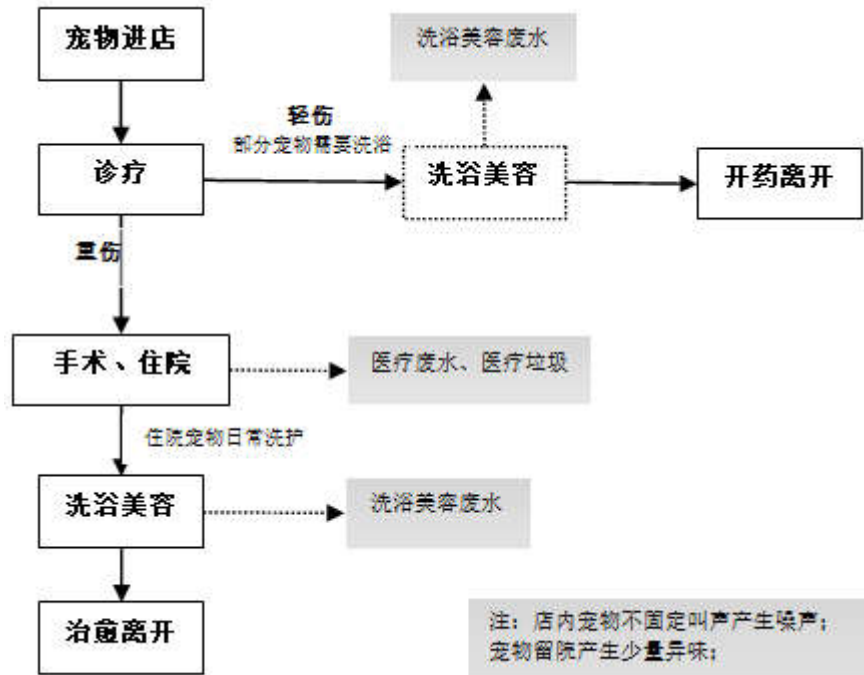 宠物进店
洗浴美容废水
轻伤
部分宠物需要洗浴
诊疗
洗浴美容
开药离开
重伤
手术、住院
医疗废水、医疗垃圾
住院宠物日常洗护
洗浴美容
洗浴美容废水
治愈离开
注：店内宠物不固定叫声产生噪声；
宠物留院产生少量异味；